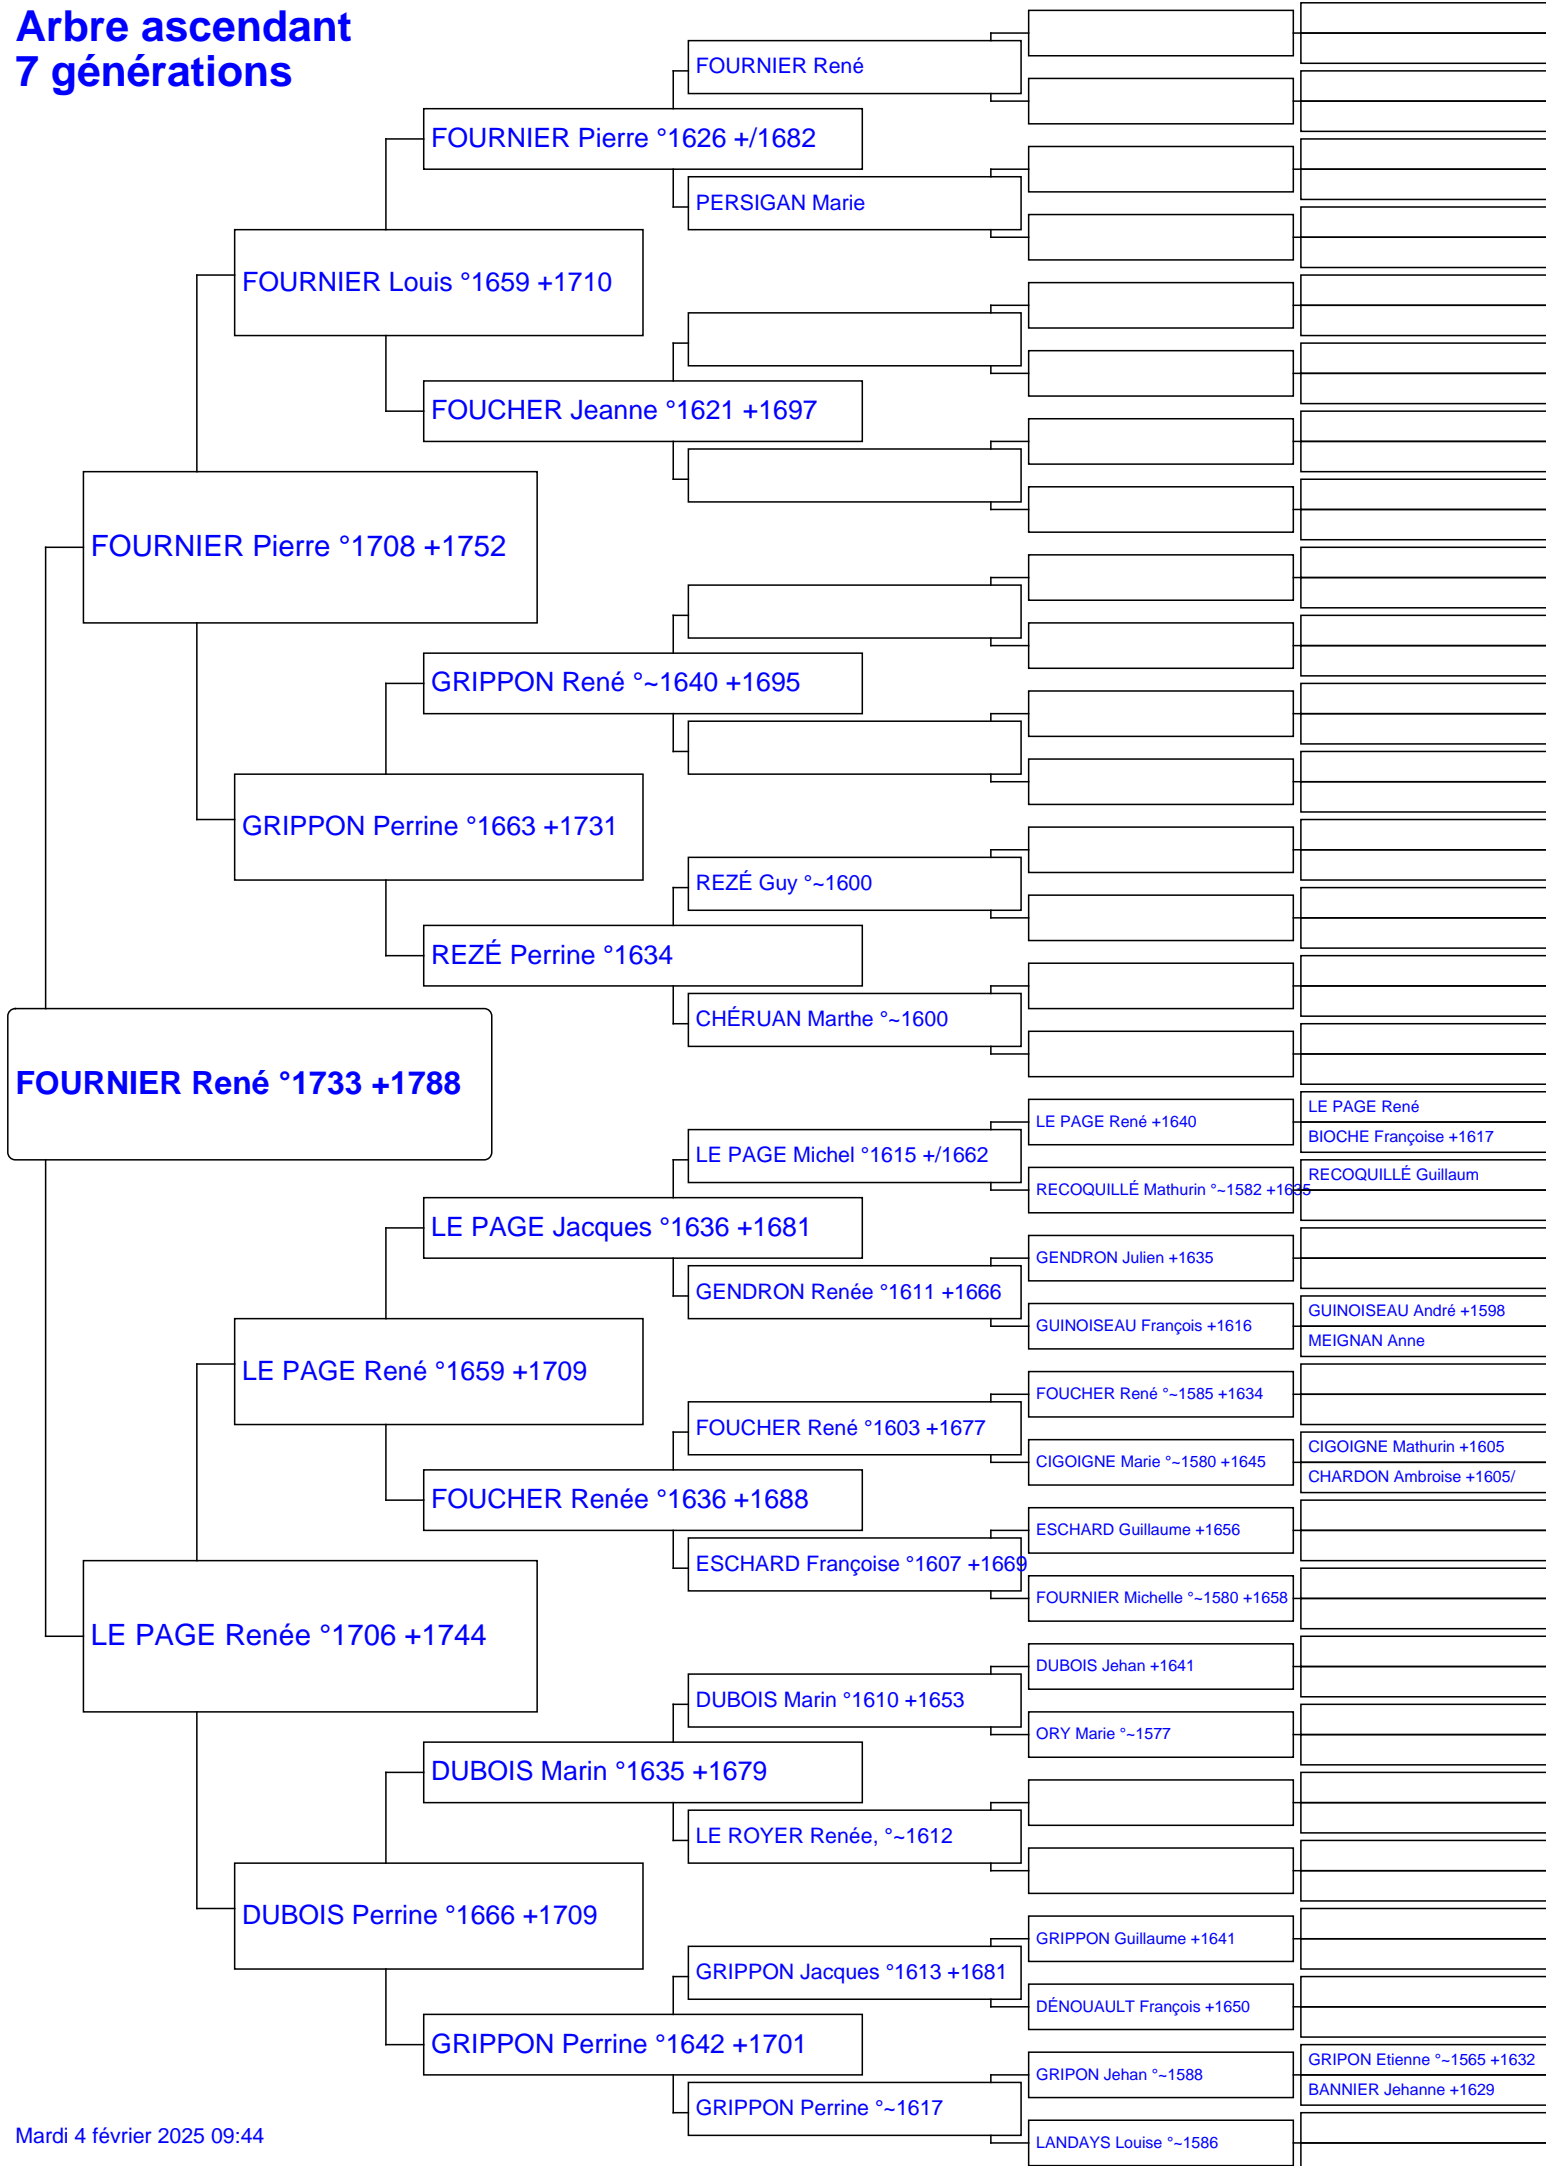 Arbre ascendant
7 générations
FOURNIER René
FOURNIER Pierre °1626 +/1682
PERSIGAN Marie
FOURNIER Louis °1659 +1710
FOUCHER Jeanne °1621 +1697
FOURNIER Pierre °1708 +1752
GRIPPON René °~1640 +1695
GRIPPON Perrine °1663 +1731
REZÉ Guy °~1600
REZÉ Perrine °1634
CHÉRUAN Marthe °~1600
FOURNIER René °1733 +1788
LE PAGE René
LE PAGE René +1640
BIOCHE Françoise +1617
LE PAGE Michel °1615 +/1662
RECOQUILLÉ Guillaum
RECOQUILLÉ Mathurin °~1582 +1635
LE PAGE Jacques °1636 +1681
GENDRON Julien +1635
GENDRON Renée °1611 +1666
GUINOISEAU André +1598
GUINOISEAU François +1616
MEIGNAN Anne
LE PAGE René °1659 +1709
FOUCHER René °~1585 +1634
FOUCHER René °1603 +1677
CIGOIGNE Mathurin +1605
CIGOIGNE Marie °~1580 +1645
CHARDON Ambroise +1605/
FOUCHER Renée °1636 +1688
ESCHARD Guillaume +1656
ESCHARD Françoise °1607 +1669
FOURNIER Michelle °~1580 +1658
LE PAGE Renée °1706 +1744
DUBOIS Jehan +1641
DUBOIS Marin °1610 +1653
ORY Marie °~1577
DUBOIS Marin °1635 +1679
LE ROYER Renée, °~1612
DUBOIS Perrine °1666 +1709
GRIPPON Guillaume +1641
GRIPPON Jacques °1613 +1681
DÉNOUAULT François +1650
GRIPPON Perrine °1642 +1701
GRIPON Etienne °~1565 +1632
GRIPON Jehan °~1588
BANNIER Jehanne +1629
GRIPPON Perrine °~1617
LANDAYS Louise °~1586
Mardi 4 février 2025 09:44